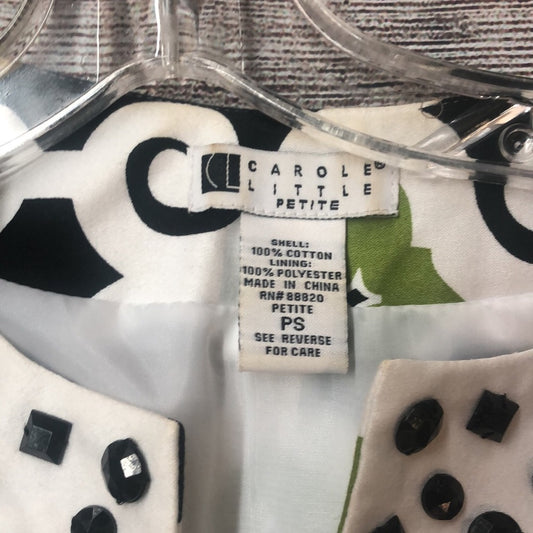 CL CAROLE®
LITTLE
PETITE
SHELL:
100% COTTON
LINING:
100% POLYESTER
MADE IN CHINA
RN# 88820
PETITE
PS
SEE REVERSE
FOR CARE